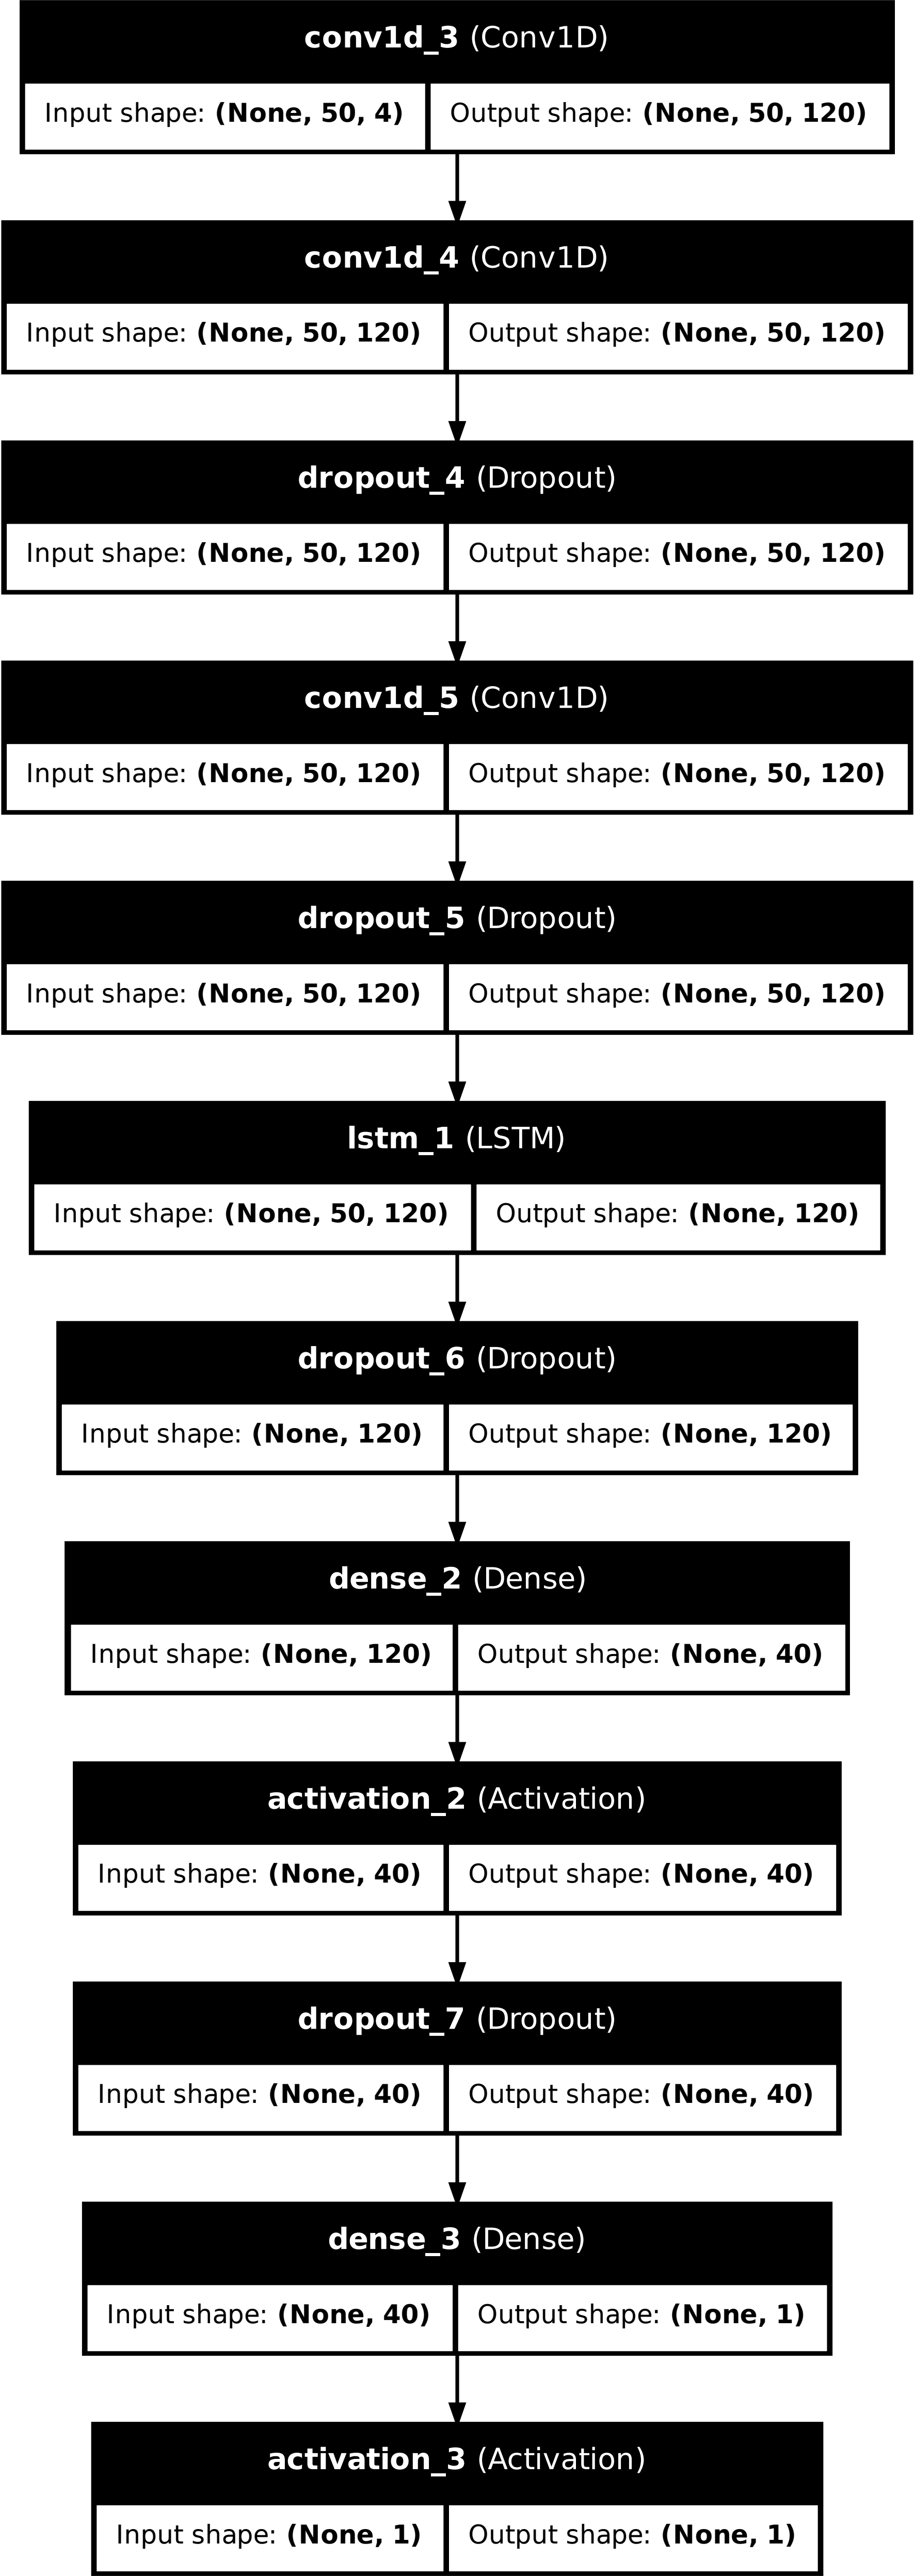 conv1d_3 (Conv1D)
Input shape: (None, 50, 4) Output shape: (None, 50, 120)
conv1d_4 (Conv1D)
Input shape: (None, 50, 120) Output shape: (None, 50, 120)
dropout_4 (Dropout)
Input shape: (None, 50, 120) Output shape: (None, 50, 120)
conv1d_5 (Conv1D)
Input shape: (None, 50, 120) Output shape: (None, 50, 120)
dropout_5 (Dropout)
Input shape: (None, 50, 120) Output shape: (None, 50, 120)
lstm_1 (LSTM)
Input shape: (None, 50, 120) Output shape: (None, 120)
dropout_6 (Dropout)
Input shape: (None, 120) Output shape: (None, 120)
dense_2 (Dense)
Input shape: (None, 120) Output shape: (None, 40)
activation_2 (Activation)
Input shape: (None, 40) Output shape: (None, 40)
dropout_7 (Dropout)
Input shape: (None, 40) Output shape: (None, 40)
dense_3 (Dense)
Input shape: (None, 40) Output shape: (None, 1)
activation_3 (Activation)
Input shape: (None, 1) Output shape: (None, 1)